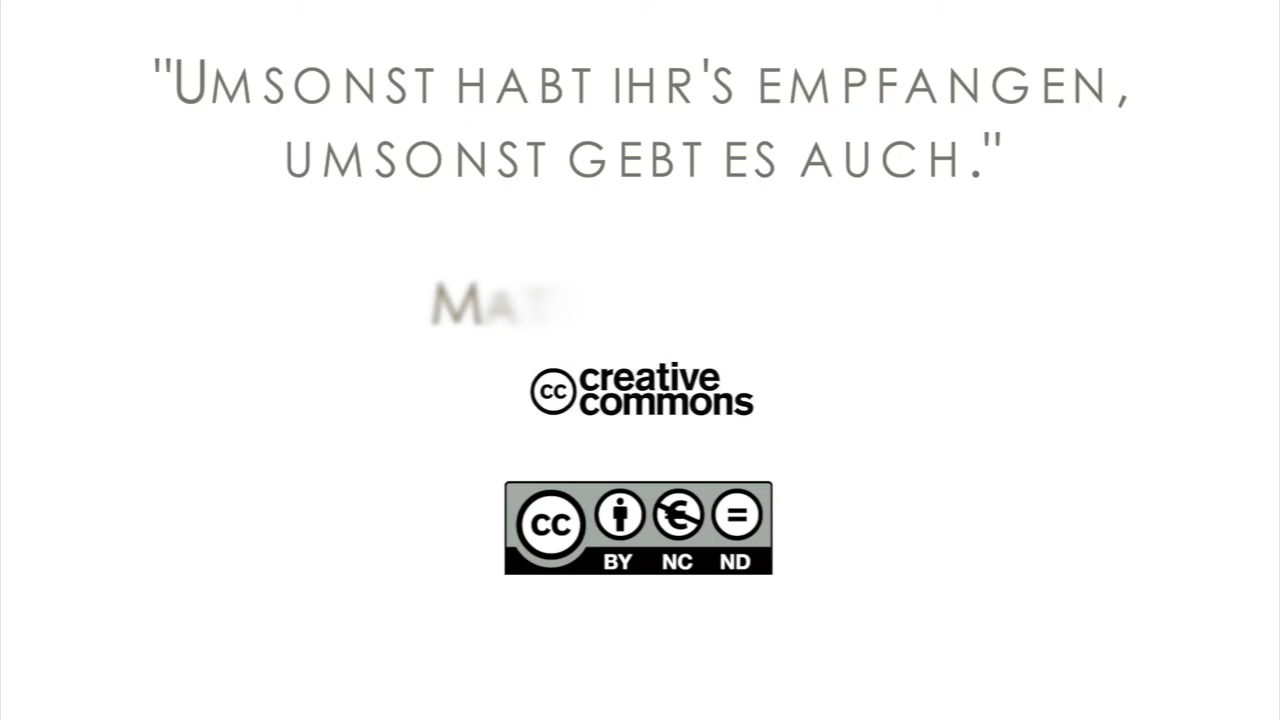 "UMSONST HABT IHR'S EMPFANGEN,
UMSONST GEBT ES AUCH."
creative
commons
BY NC ND